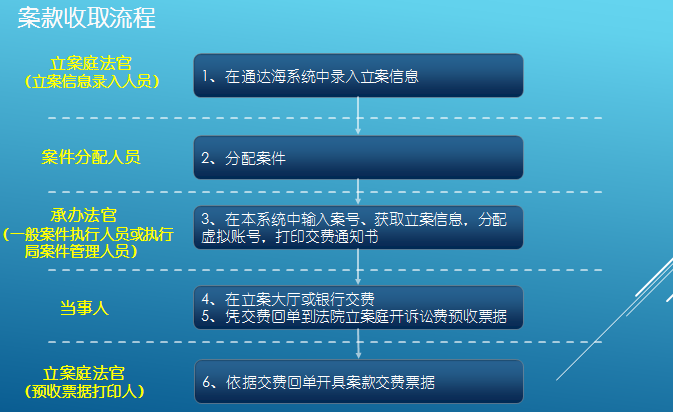 案款收取流程
立案庭法官
（立案信息录入人员）
1、在通达海系统中录入立案信息
案件分配人员
2、分配案件
承办法官
（一般案件执行人员或执行
局案件管理人员）
3、在本系统中输入案号、获取立案信息，分配
虚拟账号，打印交费通知书
当事人
4、在立案大厅或银行交费
5、凭交费回单到法院立案庭开诉讼费预收票据
立案庭法官
（预收票据打印人）
6、依据交费回单开具案款交费票据